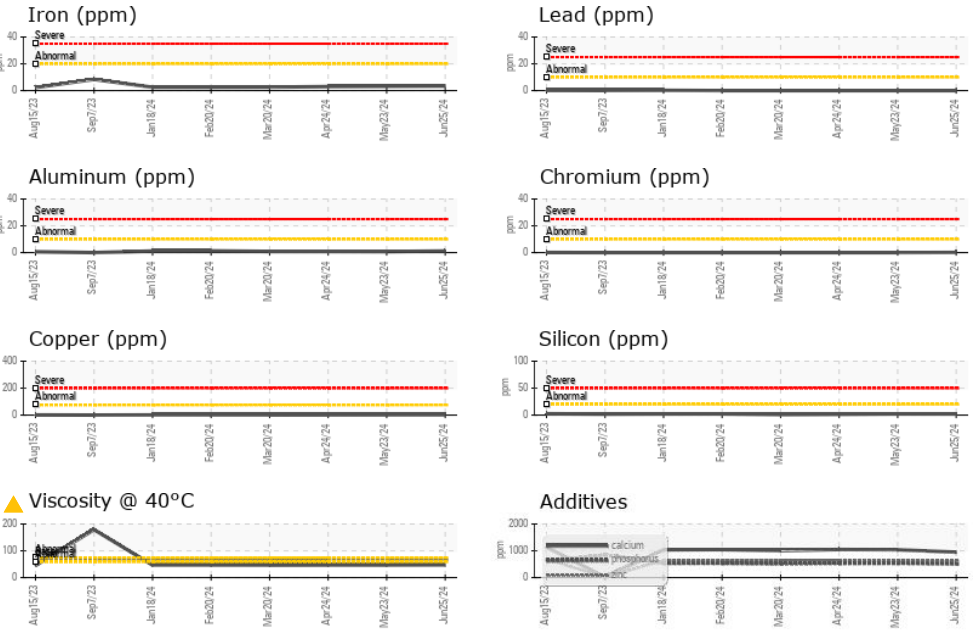 Iron (ppm)
40
20
0
ppm
Severe
Abnormal
Aug15/23
Sep7/23
Jan18/24
Feb20/24
Mar20/24
Apr24/24
May23/24
Jun25/24
Lead (ppm)
40
20
0
ppm
Severe
Abnormal
Aug15/23
Sep7/23
Jan18/24
Feb20/24
Mar20/24
Apr24/24
May23/24
Jun25/24
Aluminum (ppm)
40
20
0
ppm
Severe
Abnormal
Aug15/23
Sep7/23
Jan18/24
Feb20/24
Mar20/24
Apr24/24
May23/24
Jun25/24
Chromium (ppm)
40
20
0
ppm
Severe
Abnormal
Aug15/23
Sep7/23
Jan18/24
Feb20/24
Mar20/24
Apr24/24
May23/24
Jun25/24
Copper (ppm)
400
200
0
Severe
Abnormal
Aug15/23
Sep7/23
Jan18/24
Feb20/24
Mar20/24
Apr24/24
May23/24
Jun25/24
Silicon (ppm)
100
50
0
ppm
Severe
Abnormal
Aug15/23
Sep7/23
Jan18/24
Feb20/24
Mar20/24
Apr24/24
May23/24
Jun25/24
Viscosity @ 40°C
200
100
0
Abnormal
Aug15/23
Sep7/23
Jan18/24
Feb20/24
Mar20/24
Apr24/24
May23/24
Jun25/24
Additives
2000
1000
0
ppm
calcium
phosphorus
zinc
Aug15/23
Sep7/23
Jan18/24
Feb20/24
Mar20/24
Apr24/24
May23/24
Jun25/24